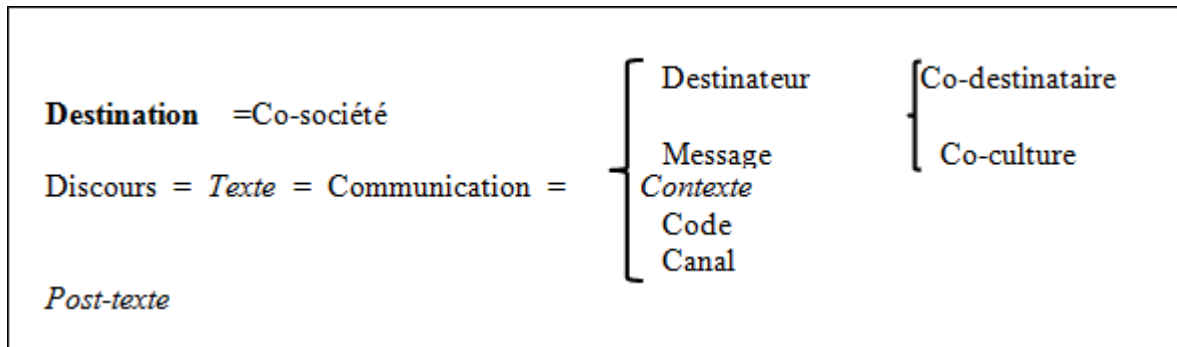 Destinateur Co-destinataire
Destination =Co-société
Message Co-culture
Discours = Texte = Communication = Contexte
Code
Canal
Post-texte